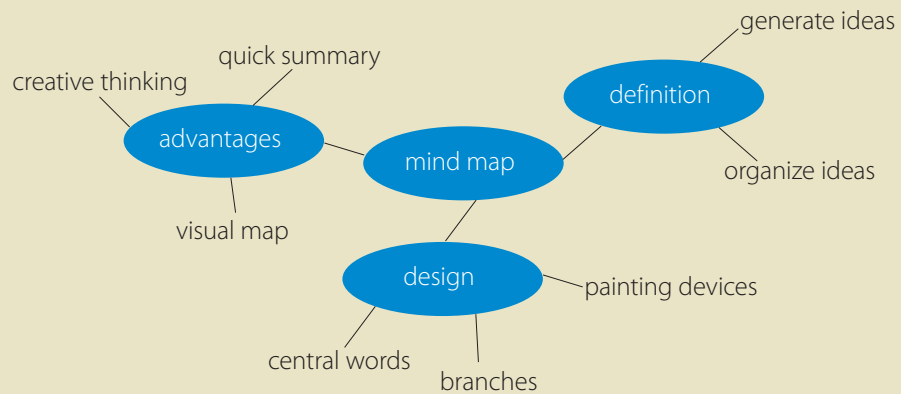 generate ideas
quick summary
creative thinking
definition
advantages
mind map
organize ideas
visual map
design
painting devices
central words
branches